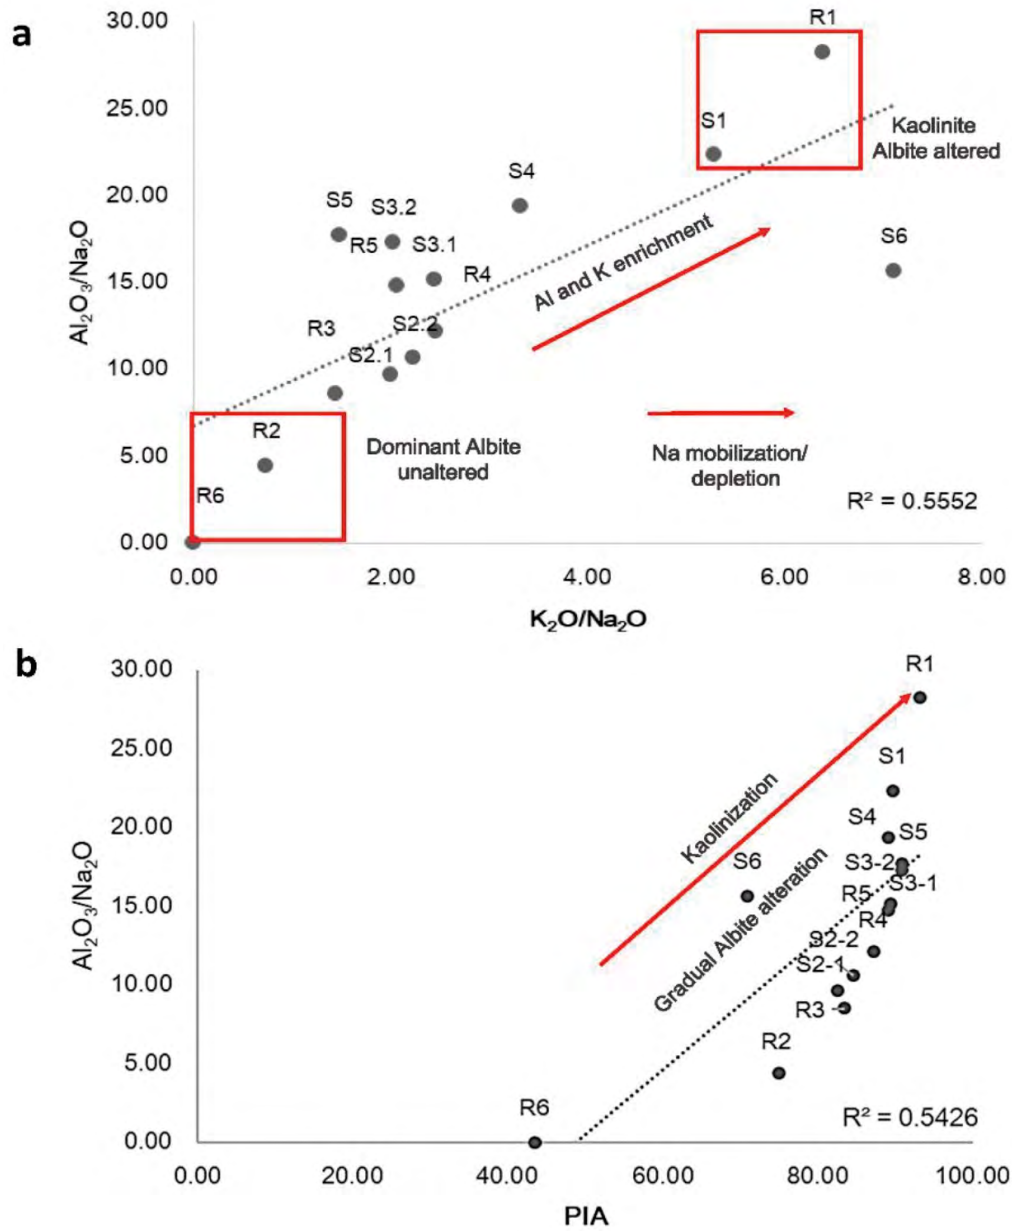 a
30.00
25.00
20.00
15.00
10.00
5.00
0.00
Al₂O₃/Na₂O
R1
S1
Kaolinite
Albite altered
S4
S5
S3.2
R5
S3.1
S6
R4
Al and K enrichment
R3
S2.2
S2.1
R2
Dominant Albite
unaltered
Na mobilization/
depletion
R6
R² = 0.5552
0.00 2.00 4.00 6.00 8.00
K₂O/Na₂O
b
30.00
25.00
20.00
15.00
10.00
5.00
0.00
Al₂O₃/Na₂O
R1
S1
Kaolinization
S4
S5
S6
S3-2
S3-1
Gradual Albite alteration
R5
R4
S2-2
S2-1
R3
R2
R6
R² = 0.5426
0.00 20.00 40.00 60.00 80.00 100.00
PIA